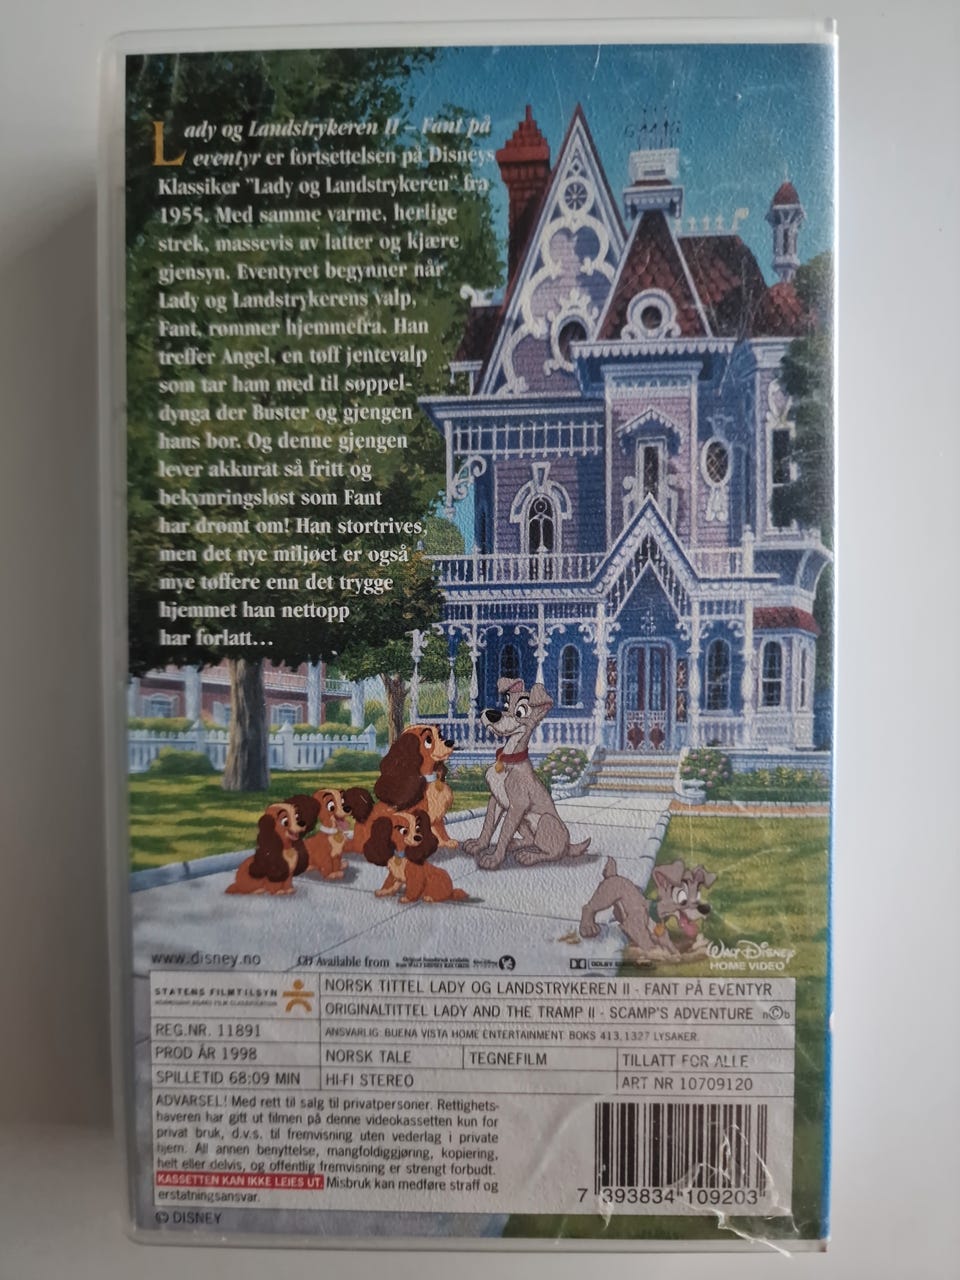 Lady og Landstrykeren II - Fant på
eventyr er fortsettelsen på Disneys
Klassiker "Lady og Landstrykeren" fra
1955. Med samme varme, herlige
strek, massevis av latter og kjære
gjensyn. Eventyret begynner når
Lady og Landstrykerens valp,
Fant, rømmer hjemmefra. Han
treffer Angel, en tøff jentevalp
som tar ham med til søppel-
dynga der Buster og gjengen
hans bor. Og denne gjengen
lever akkurat så fritt og
bekymringsløst som Fant
har drømt om! Han stortrives,
men det nye miljøet er også
mye tøffere enn det trygge
hjemmet han nettopp
har forlatt...
www.disney.no
CD Available from
DOLBY SURROUND
WALT DISNEY
HOME VIDEO
STATENS FILMTILSYN
NORWEGIAN BOARD FILM CLASSIFICATION
NORSK TITTEL LADY OG LANDSTRYKEREN II - FANT PÅ EVENTYR
ORIGINALTITTEL LADY AND THE TRAMP II - SCAMP'S ADVENTURE n©b
REG.NR. 11891
ANSVARLIG: BUENA VISTA HOME ENTERTAINMENT. BOKS 413, 1327 LYSAKER.
PROD ÅR 1998
NORSK TALE
TEGNEFILM
TILLATT FOR ALLE
SPILLETID 68:09 MIN
HI-FI STEREO
ART NR 10709120
ADVARSEL! Med rett til salg til privatpersoner. Rettighets-
haveren har gitt ut filmen på denne videokassetten kun for
privat bruk, d.v.s. til fremvisning uten vederlag i private
hjem. All annen benyttelse, mangfoldiggjøring, kopiering,
helt eller delvis, og offentlig fremvisning er strengt forbudt.
KASSETTEN KAN IKKE LEIES UT. Misbruk kan medføre straff og
erstatningsansvar.
7 393834 109203
© DISNEY